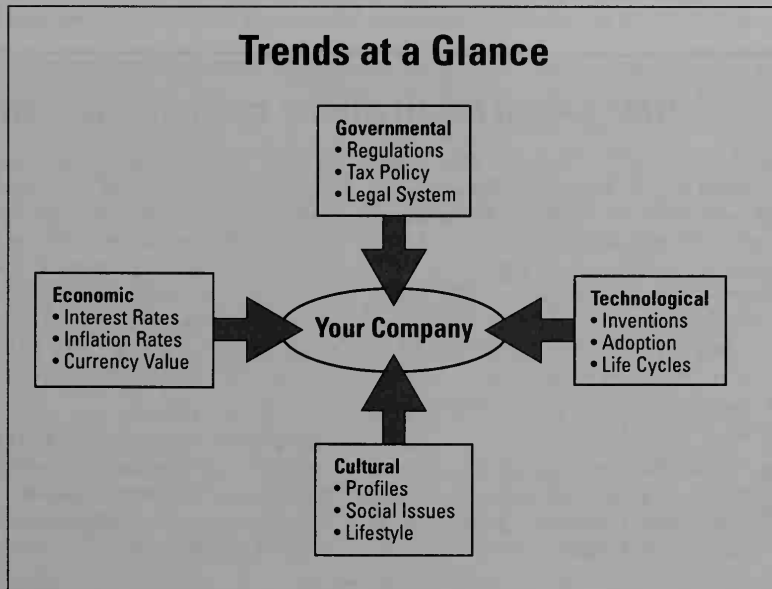 Trends at a Glance
Governmental
• Regulations
• Tax Policy
• Legal System
Economic
• Interest Rates
• Inflation Rates
• Currency Value
Your Company
Technological
• Inventions
• Adoption
• Life Cycles
Cultural
• Profiles
• Social Issues
• Lifestyle